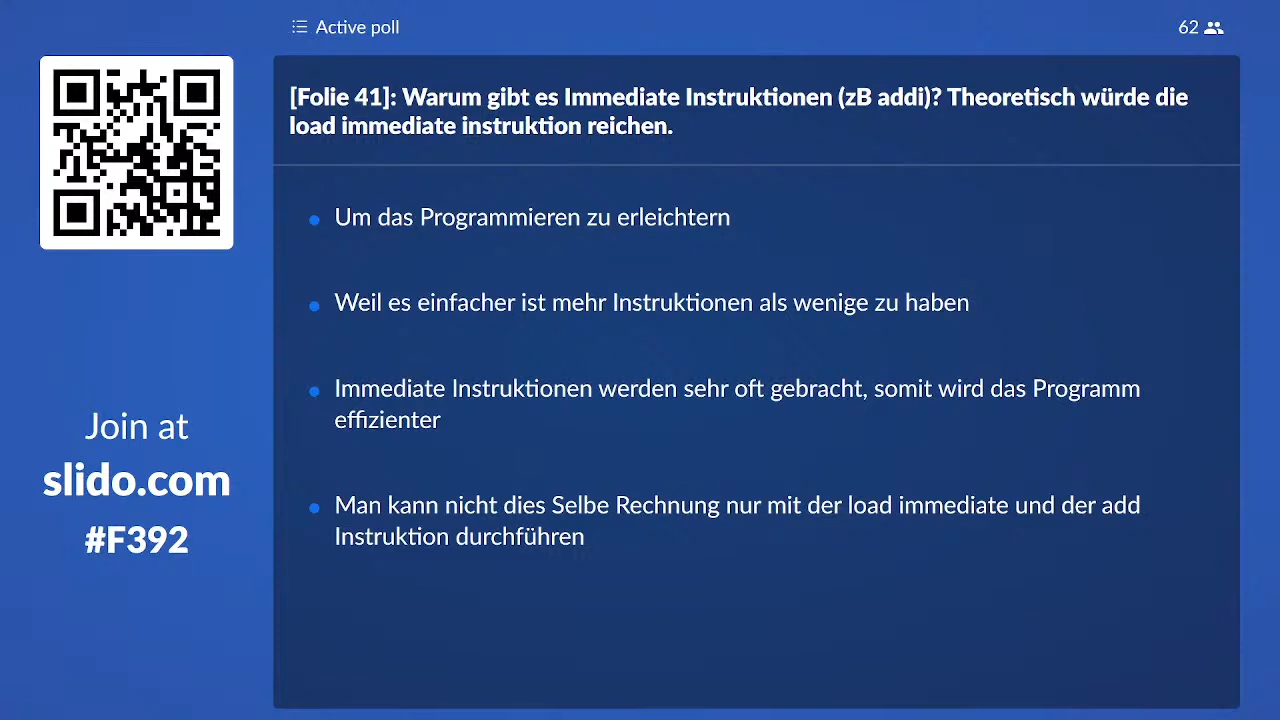 Active poll
62
[Folie 41]: Warum gibt es Immediate Instruktionen (zB addi)? Theoretisch würde die
load immediate instruktion reichen.
Um das Programmieren zu erleichtern
Weil es einfacher ist mehr Instruktionen als wenige zu haben
Immediate Instruktionen werden sehr oft gebracht, somit wird das Programm
effizienter
Man kann nicht dies Selbe Rechnung nur mit der load immediate und der add
Instruktion durchführen
Join at
slido.com
#F392